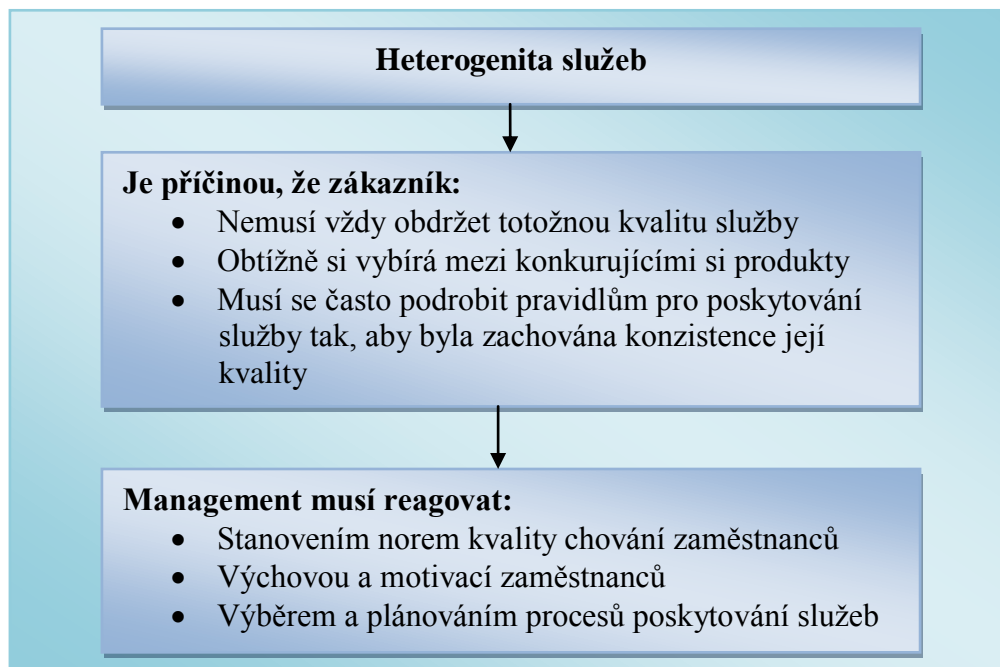 Heterogenita služeb
Je příčinou, že zákazník:
• Nemusí vždy obdržet totožnou kvalitu služby
• Obtížně si vybírá mezi konkurujícími si produkty
• Musí se často podrobit pravidlům pro poskytování
služby tak, aby byla zachována konzistence její
kvality
Management musí reagovat:
• Stanovením norem kvality chování zaměstnanců
• Výchovou a motivací zaměstnanců
• Výběrem a plánováním procesů poskytování služeb